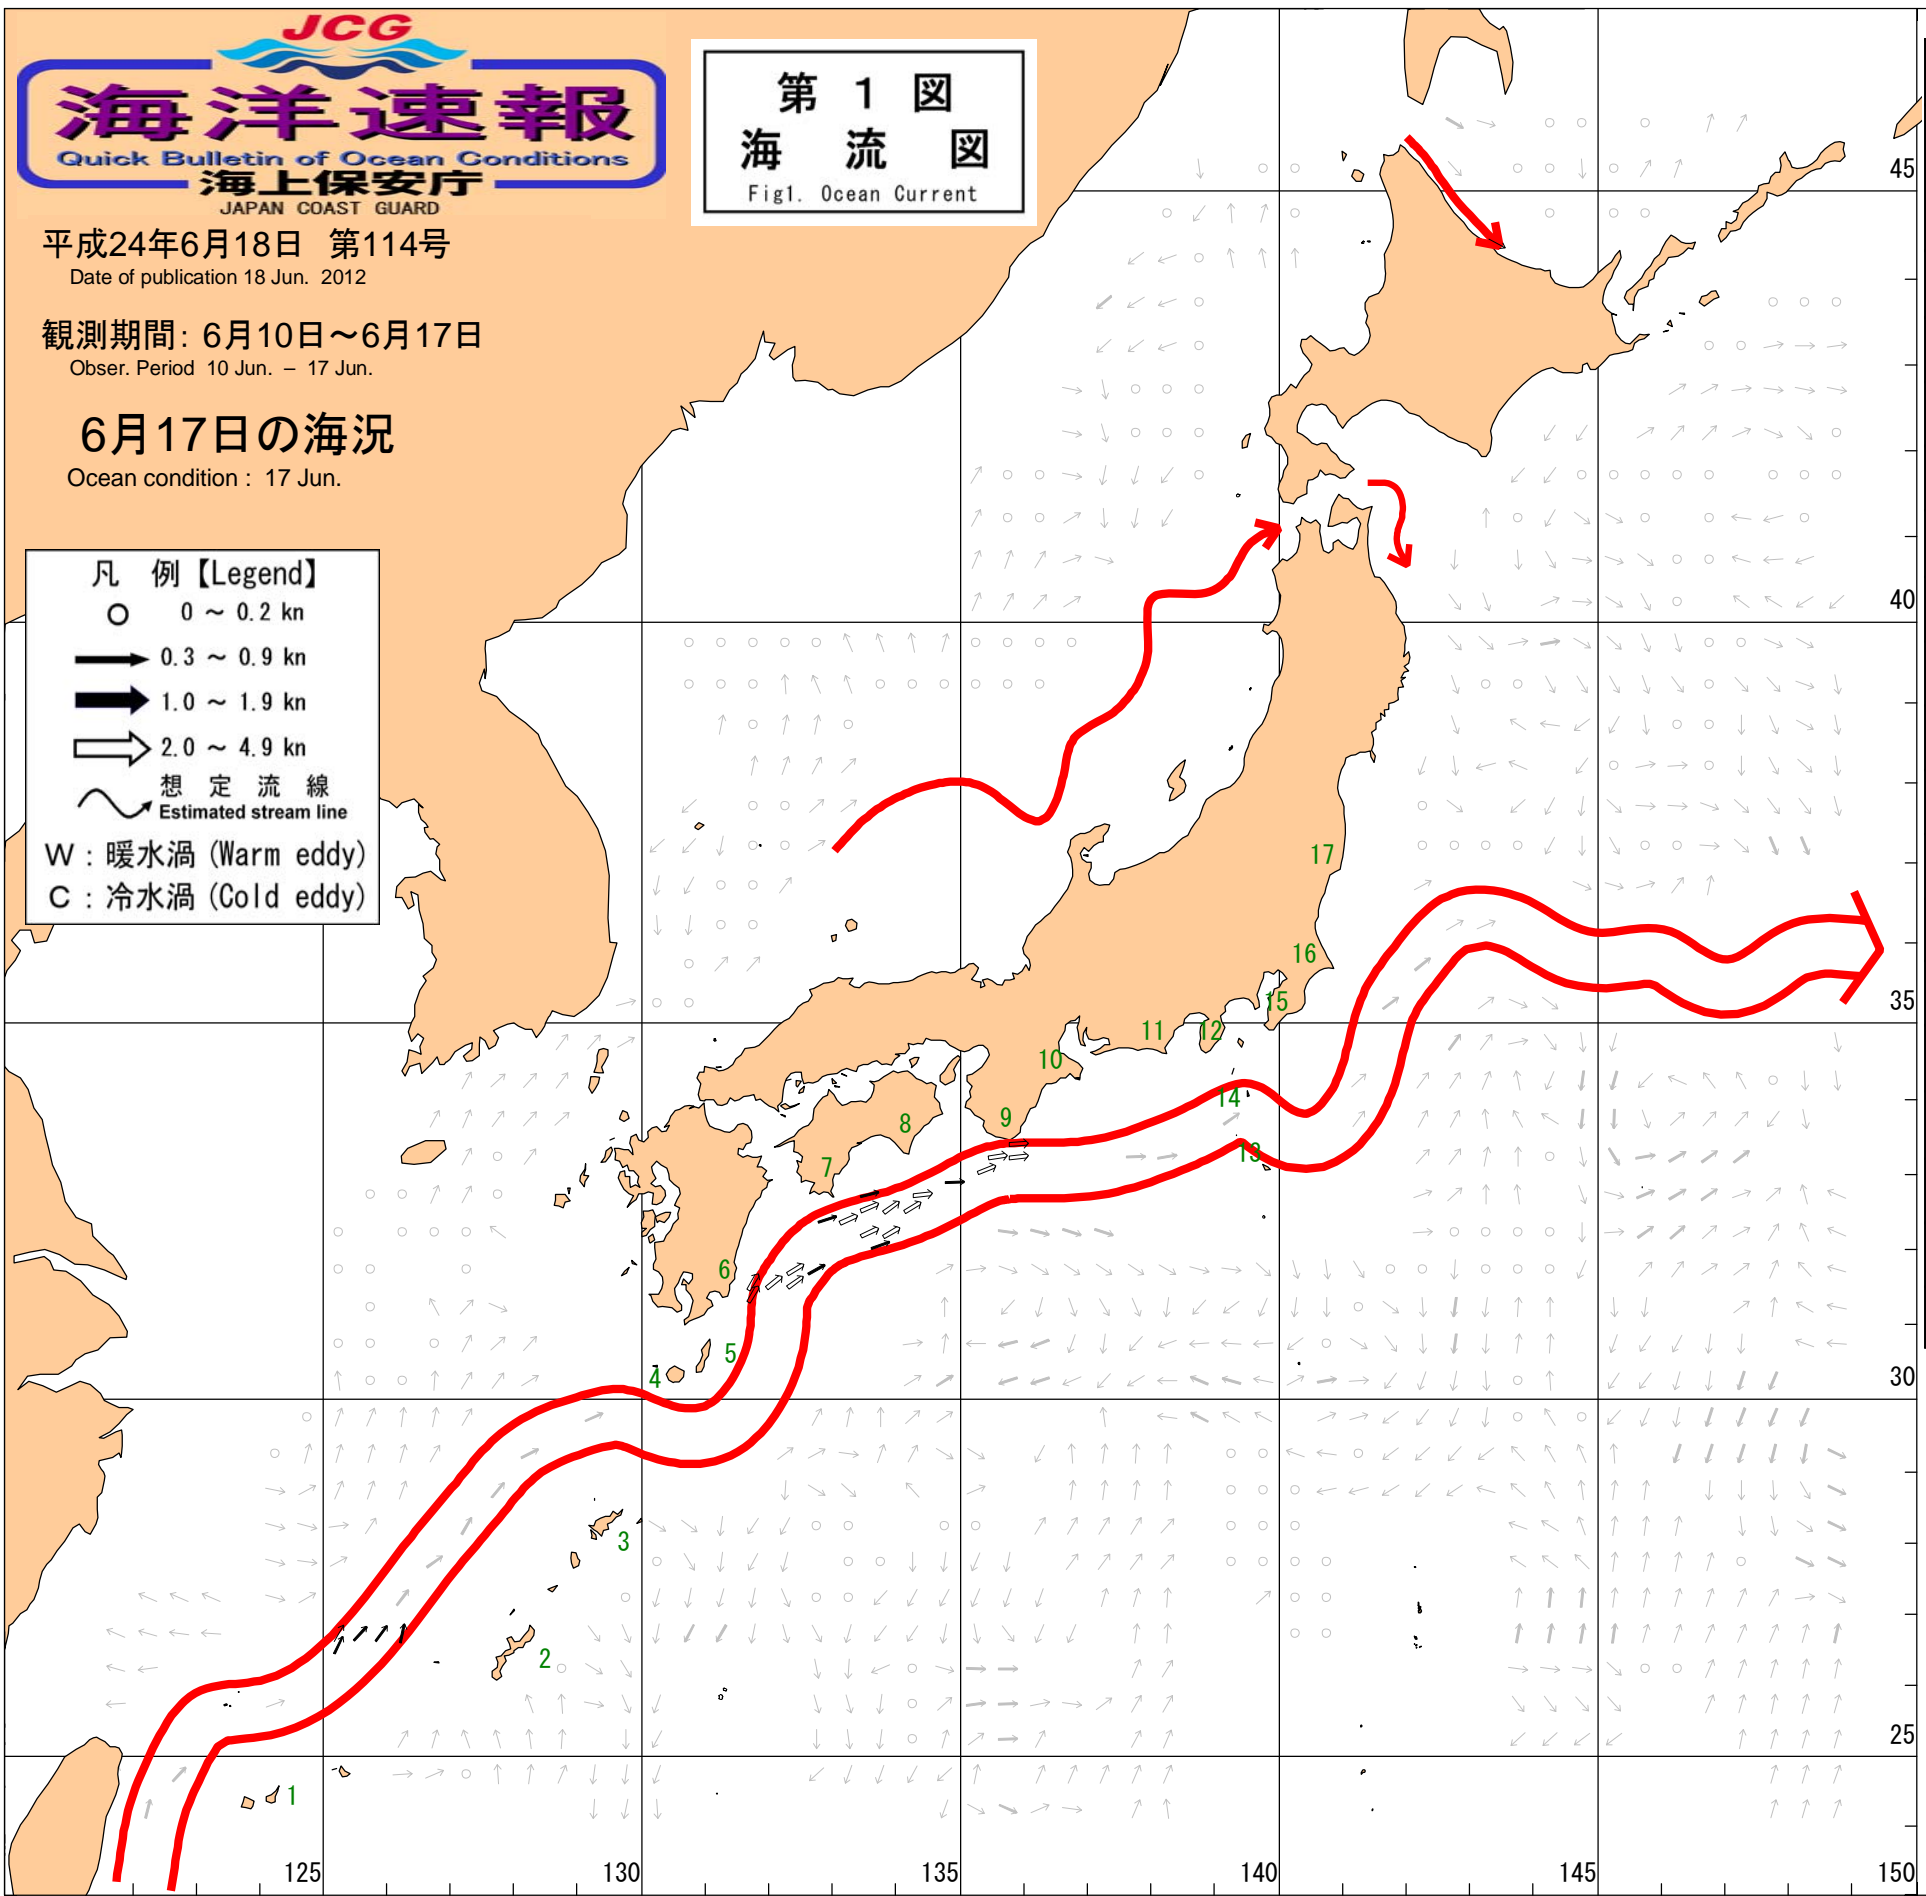 JCG
海洋速報
Quick Bulletin of Ocean Conditions
海上保安庁
JAPAN COAST GUARD
第 1 図
海 流 図
Fig1. Ocean Current
平成24年6月18日 第114号
Date of publication 18 Jun. 2012
観測期間: 6月10日~6月17日
Obser. Period 10 Jun. – 17 Jun.
6月17日の海況
Ocean condition : 17 Jun.
凡 例【Legend】
0 ~ 0.2 kn
0.3 ~ 0.9 kn
1.0 ~ 1.9 kn
2.0 ~ 4.9 kn
想 定 流 線
Estimated stream line
W : 暖水渦 (Warm eddy)
C : 冷水渦 (Cold eddy)
45
40
35
30
25
17
16
15
12
11
10
14
13
9
8
7
6
5
4
3
2
1
125
130
135
140
145
150